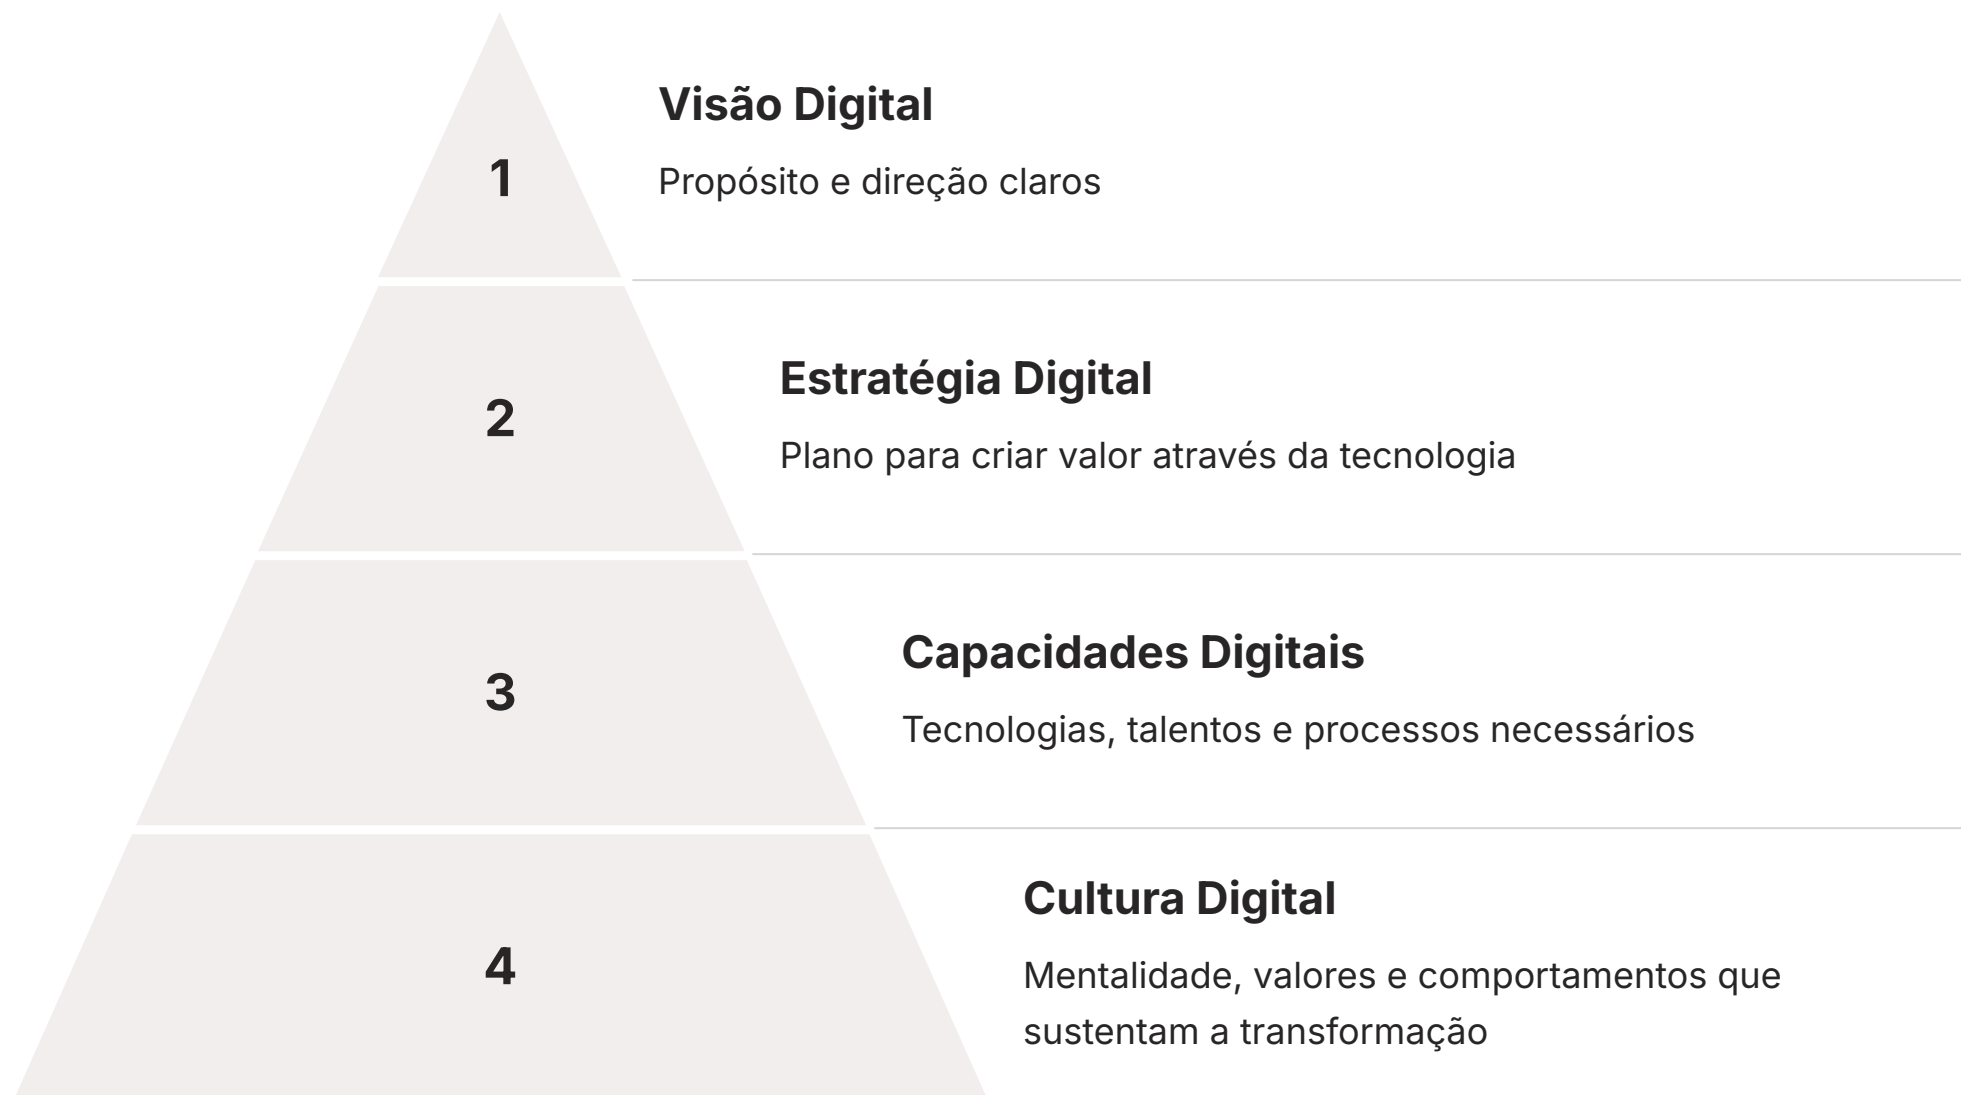 1
Visão Digital
Propósito e direção claros
2
Estratégia Digital
Plano para criar valor através da tecnologia
3
Capacidades Digitais
Tecnologias, talentos e processos necessários
4
Cultura Digital
Mentalidade, valores e comportamentos que
sustentam a transformação